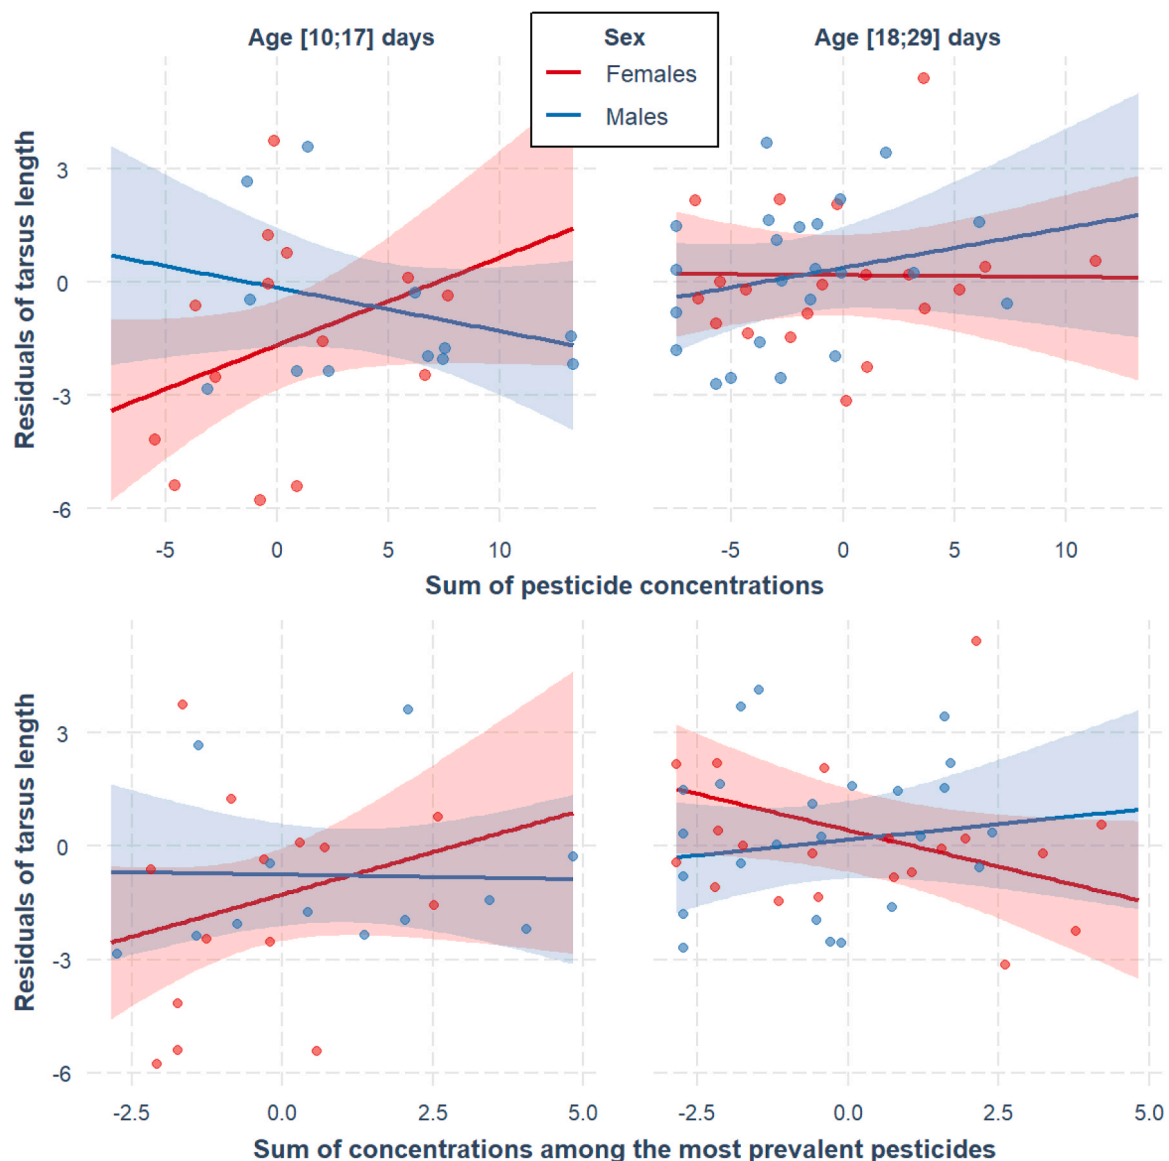 Age [10;17] days
Sex
Females
Males
Age [18;29] days
Residuals of tarsus length
3
0
-3
-6
-5 0 5 10
-5 0 5 10
Sum of pesticide concentrations
Residuals of tarsus length
3
0
-3
-6
-2.5 0.0 2.5 5.0
-2.5 0.0 2.5 5.0
Sum of concentrations among the most prevalent pesticides